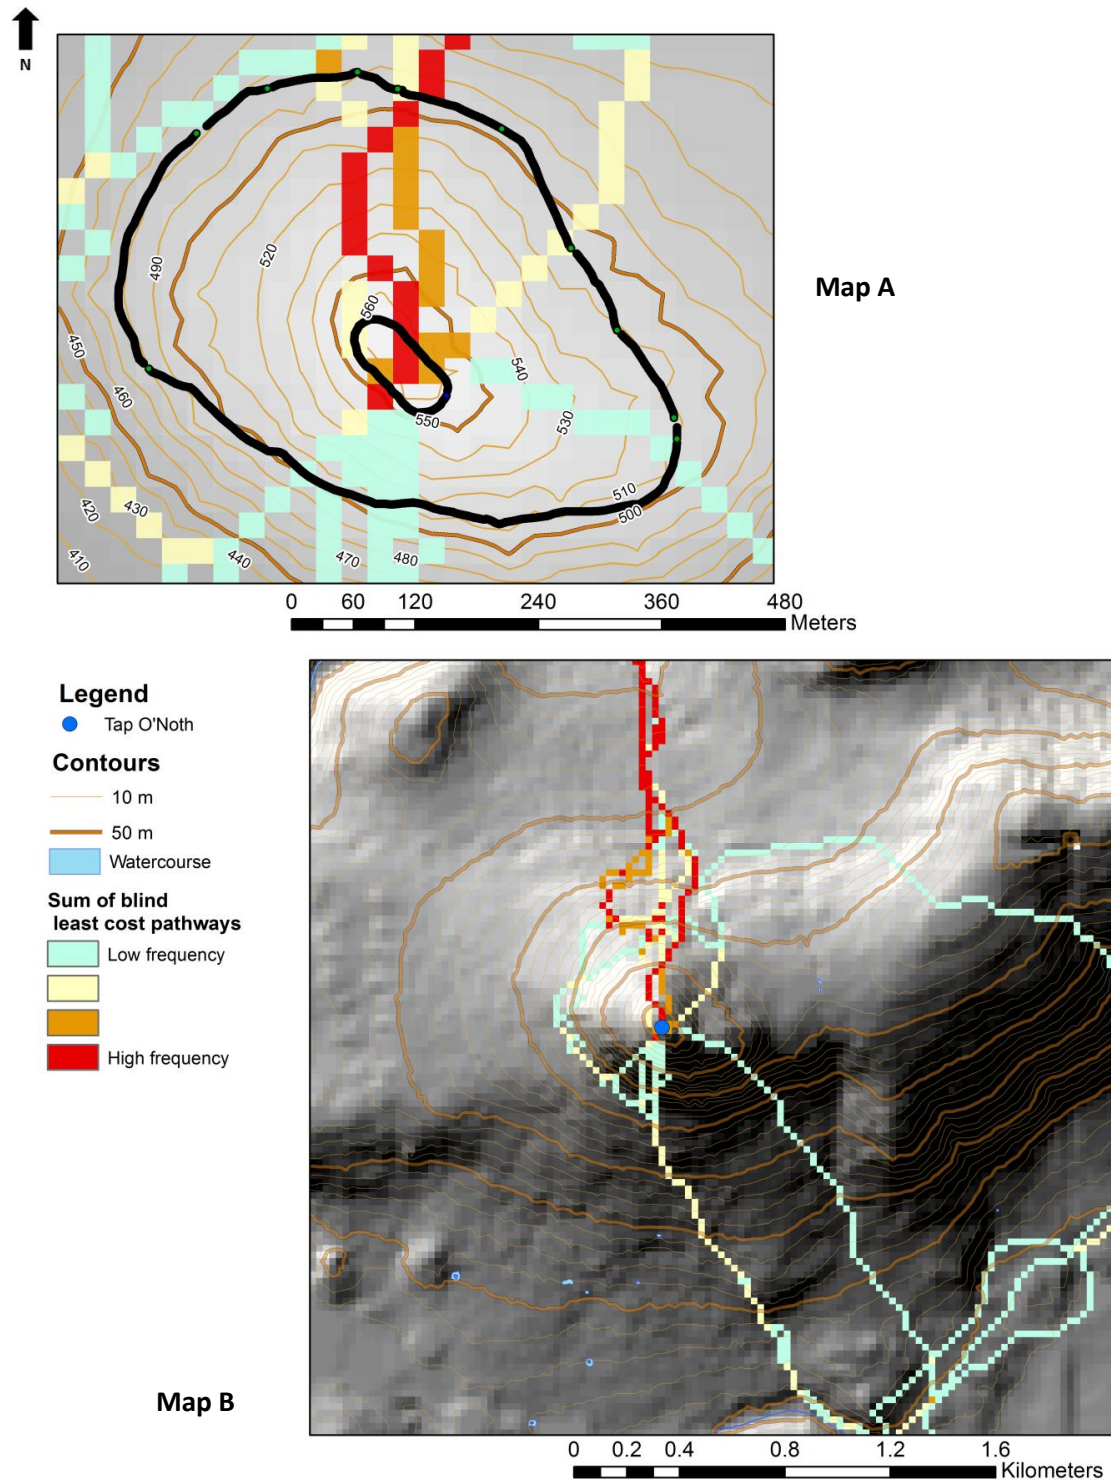 N
490
520
560
450
460
540
530
550
510
500
420
430
410
440
470
480
Map A
0 60 120 240 360 480
Meters
Legend
Tap O'Noth
Contours
10 m
50 m
Watercourse
Sum of blind
least cost pathways
Low frequency
High frequency
Map B
0 0.2 0.4 0.8 1.2 1.6
Kilometers